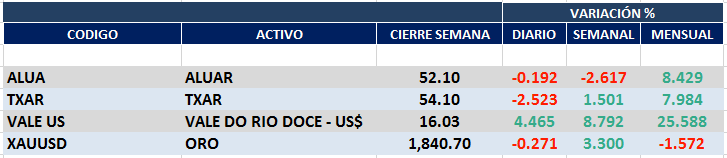 VARIACIÓN %
CODIGO ACTIVO CIERRE SEMANA DIARIO SEMANAL MENSUAL
ALUA ALUAR 52.10 -0.192 -2.617 8.429
TXAR TXAR 54.10 -2.523 1.501 7.984
VALE US VALE DO RIO DOCE - US$ 16.03 4.465 8.792 25.588
XAUUSD ORO 1,840.70 -0.271 3.300 -1.572